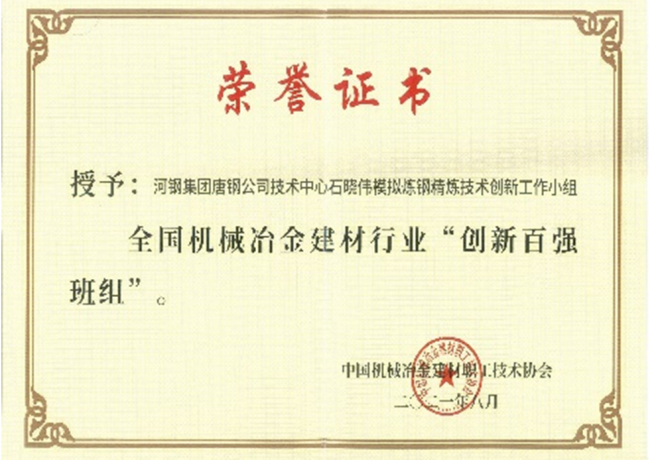 荣誉证书
授予：河钢集团唐钢公司技术中心石晓伟模拟炼钢精炼技术创新工作小组
全国机械冶金建材行业“创新百强
班组”。
中国机械冶金建材职工技术协会
二〇二一年八月